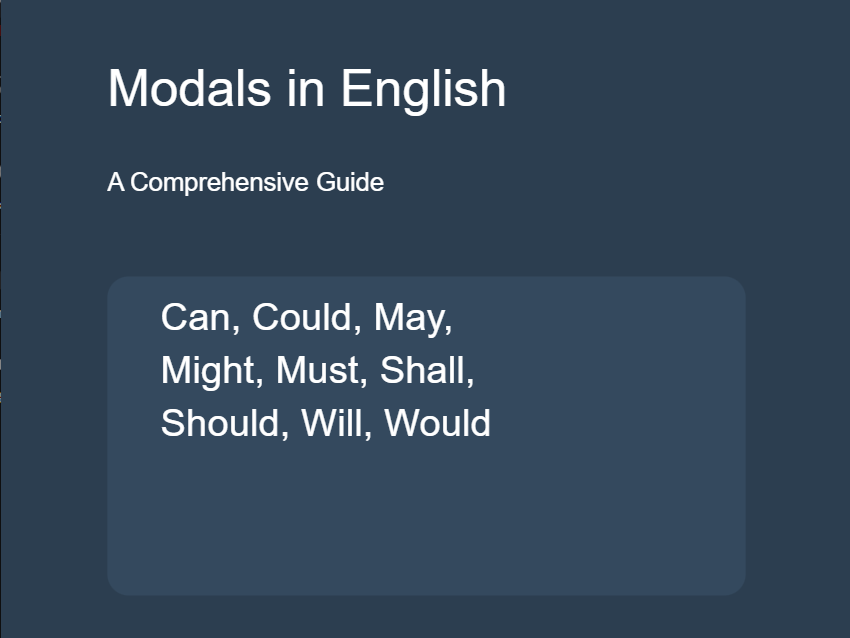 Modals in English
A Comprehensive Guide
Can, Could, May,
Might, Must, Shall,
Should, Will, Would